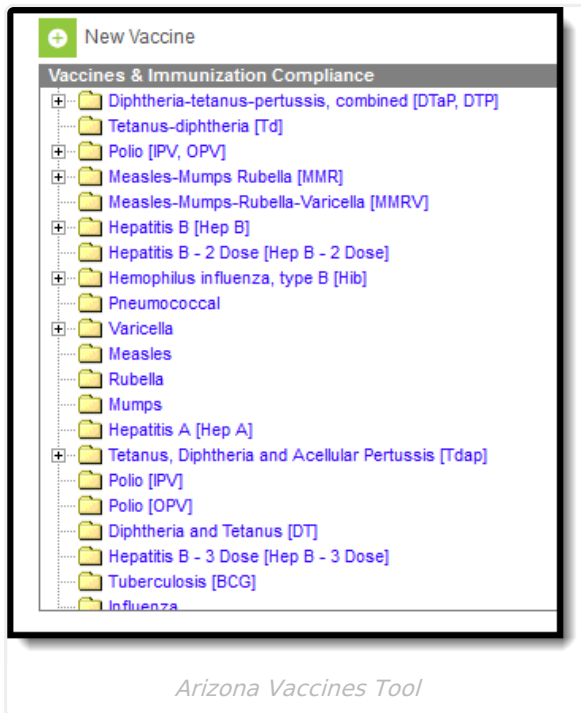 New Vaccine
Vaccines & Immunization Compliance
Diphtheria-tetanus-pertussis, combined [DTaP, DTP]
Tetanus-diphtheria [Td]
Polio [IPV, OPV]
Measles-Mumps Rubella [MMR]
Measles-Mumps-Rubella-Varicella [MMRV]
Hepatitis B [Hep B]
Hepatitis B - 2 Dose [Hep B - 2 Dose]
Hemophilus influenza, type B [Hib]
Pneumococcal
Varicella
Measles
Rubella
Mumps
Hepatitis A [Hep A]
Tetanus, Diphtheria and Acellular Pertussis [Tdap]
Polio [IPV]
Polio [OPV]
Diphtheria and Tetanus [DT]
Hepatitis B - 3 Dose [Hep B - 3 Dose]
Tuberculosis [BCG]
Influenza
Arizona Vaccines Tool